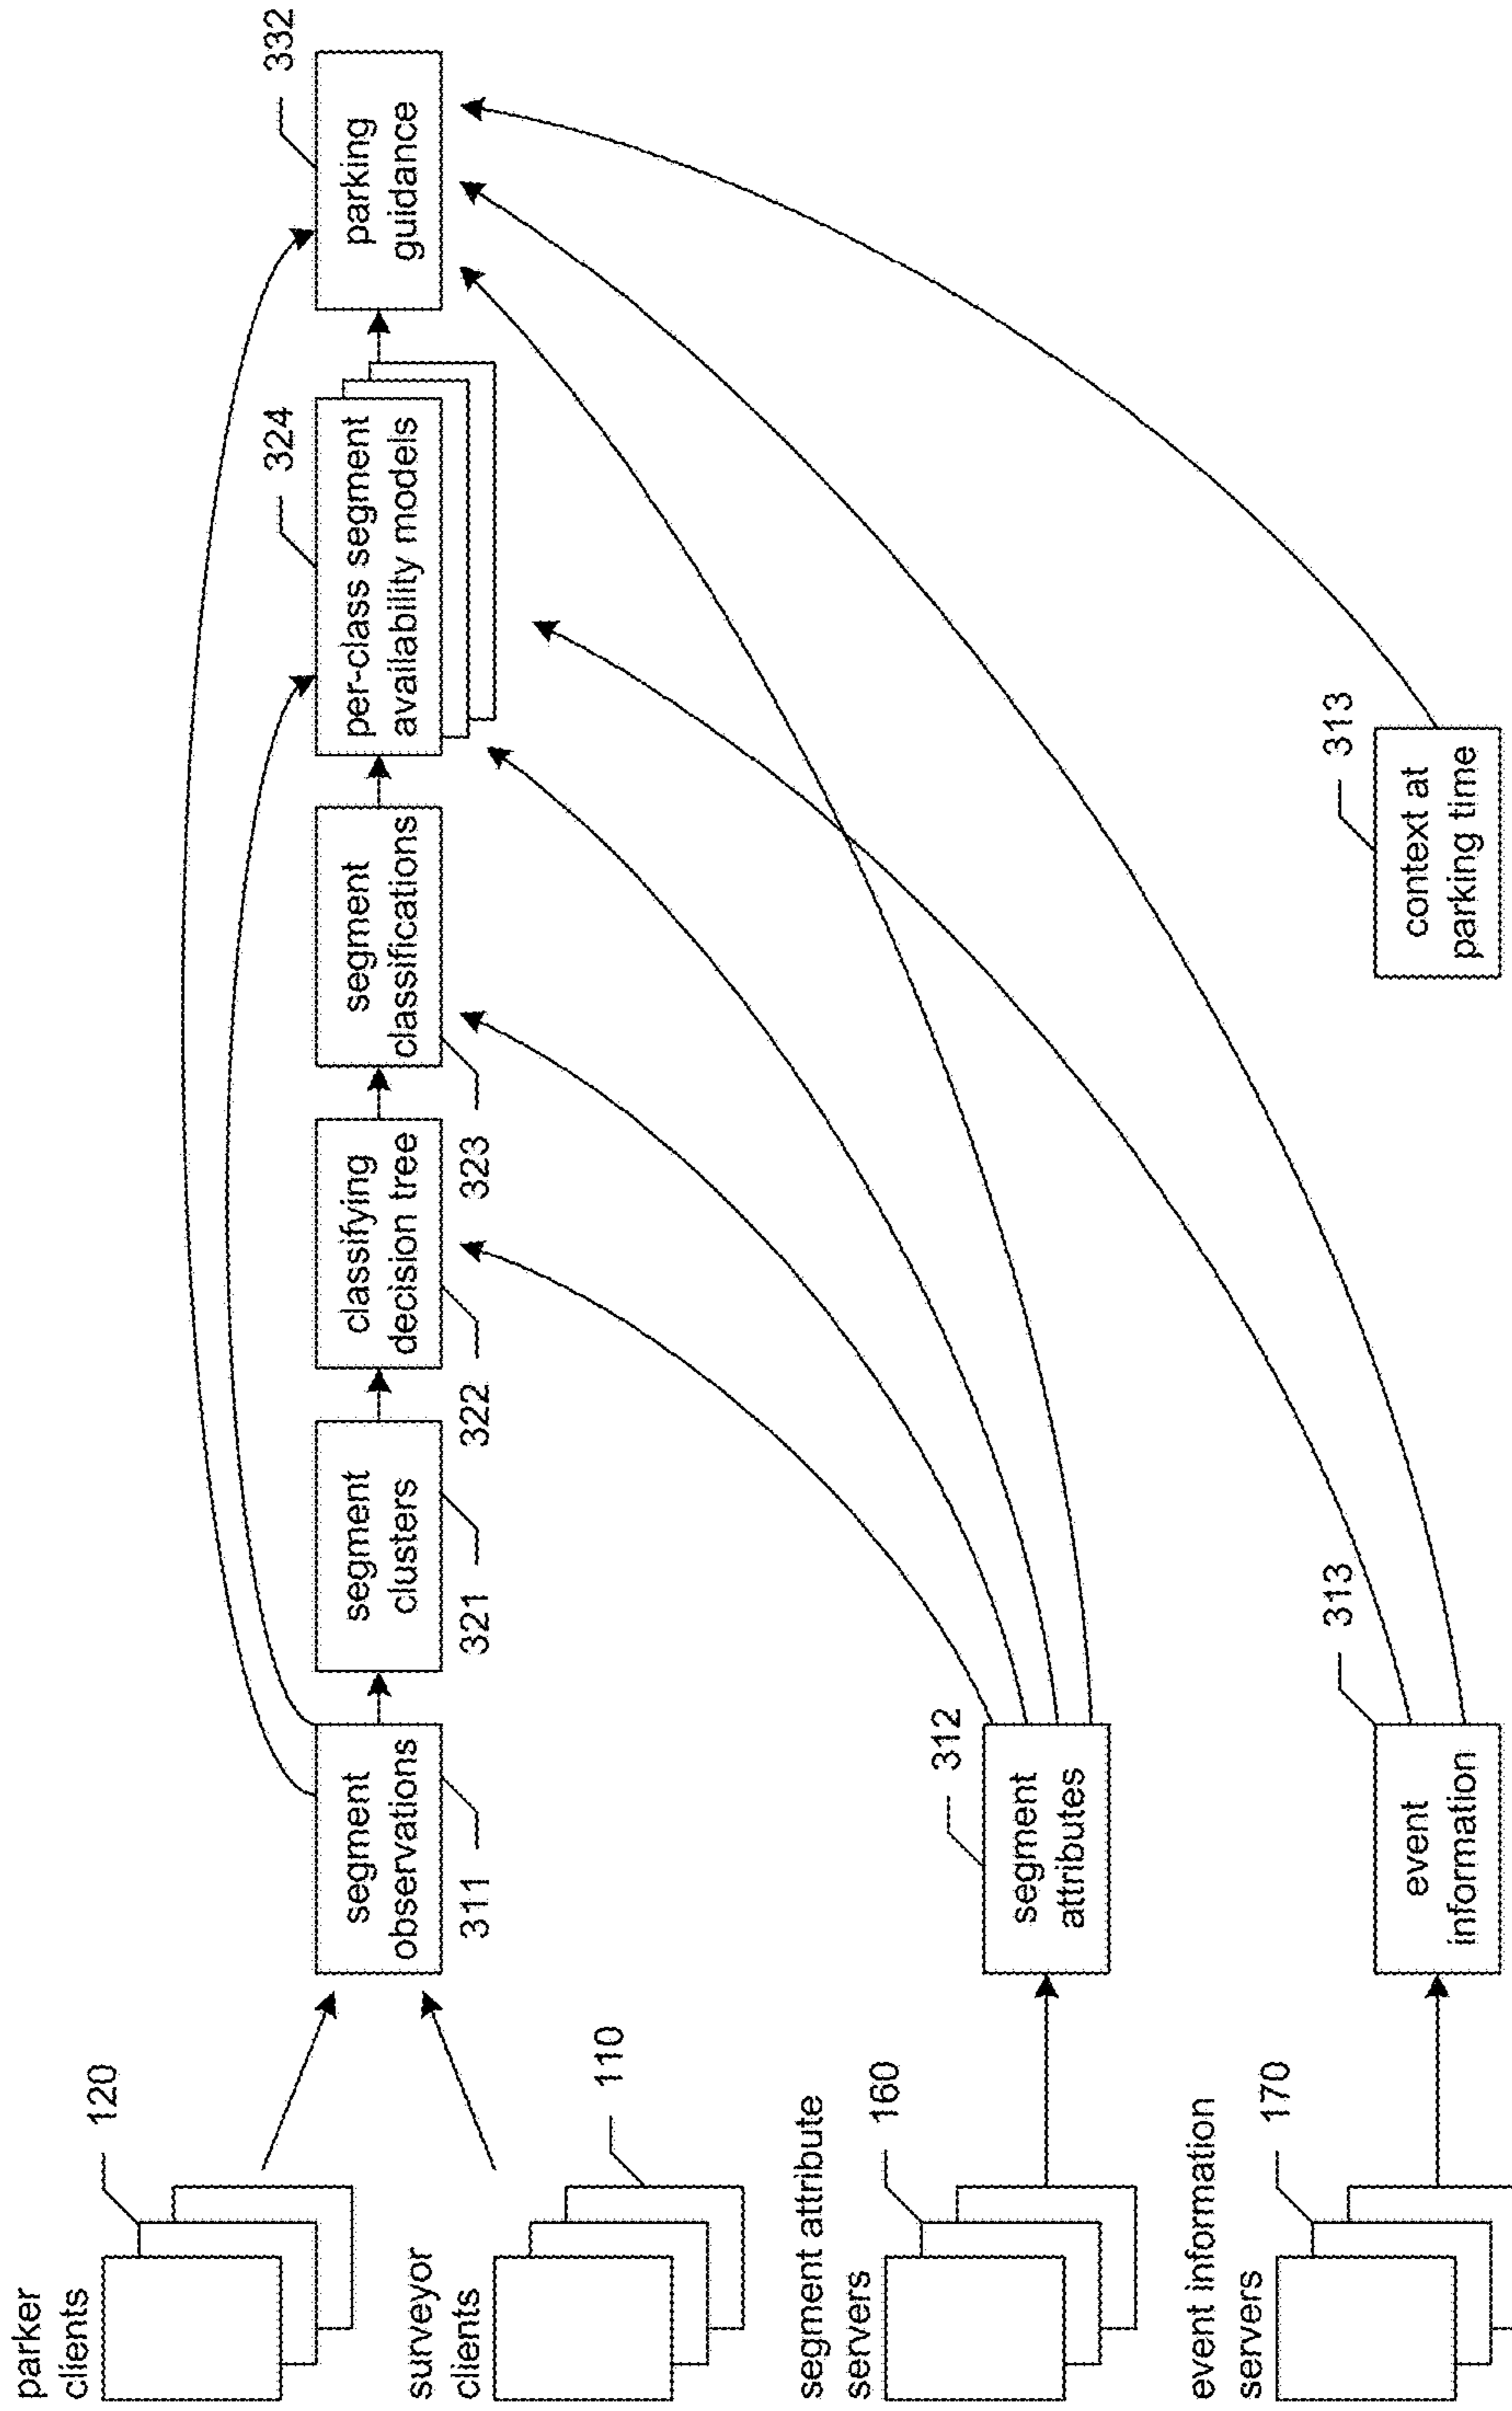 parker
clients
120
surveyor
clients
110
segment attribute
servers
160
event information
servers
170
segment
observations
311
segment
clusters
321
classifying
decision tree
322
segment
classifications
323
per-class segment
availability models
324
parking
guidance
332
segment
attributes
312
event
information
313
context at
parking time
313